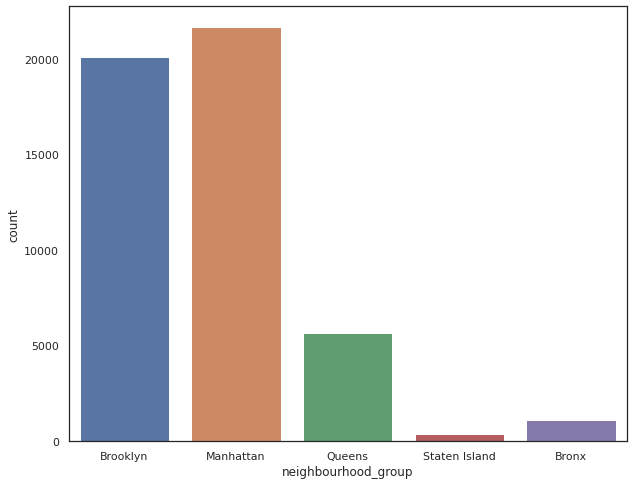 20000
15000
10000
5000
0
count
Brooklyn Manhattan Queens Staten Island Bronx
neighbourhood_group